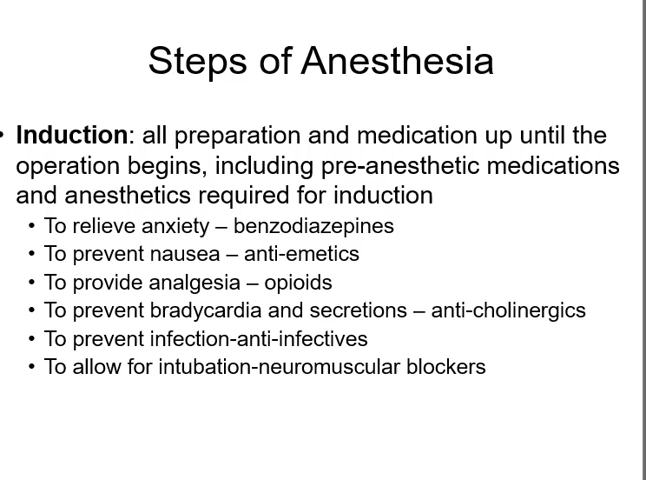 Steps of Anesthesia
• Induction: all preparation and medication up until the
operation begins, including pre-anesthetic medications
and anesthetics required for induction
• To relieve anxiety – benzodiazepines
• To prevent nausea – anti-emetics
• To provide analgesia – opioids
• To prevent bradycardia and secretions – anti-cholinergics
• To prevent infection-anti-infectives
• To allow for intubation-neuromuscular blockers